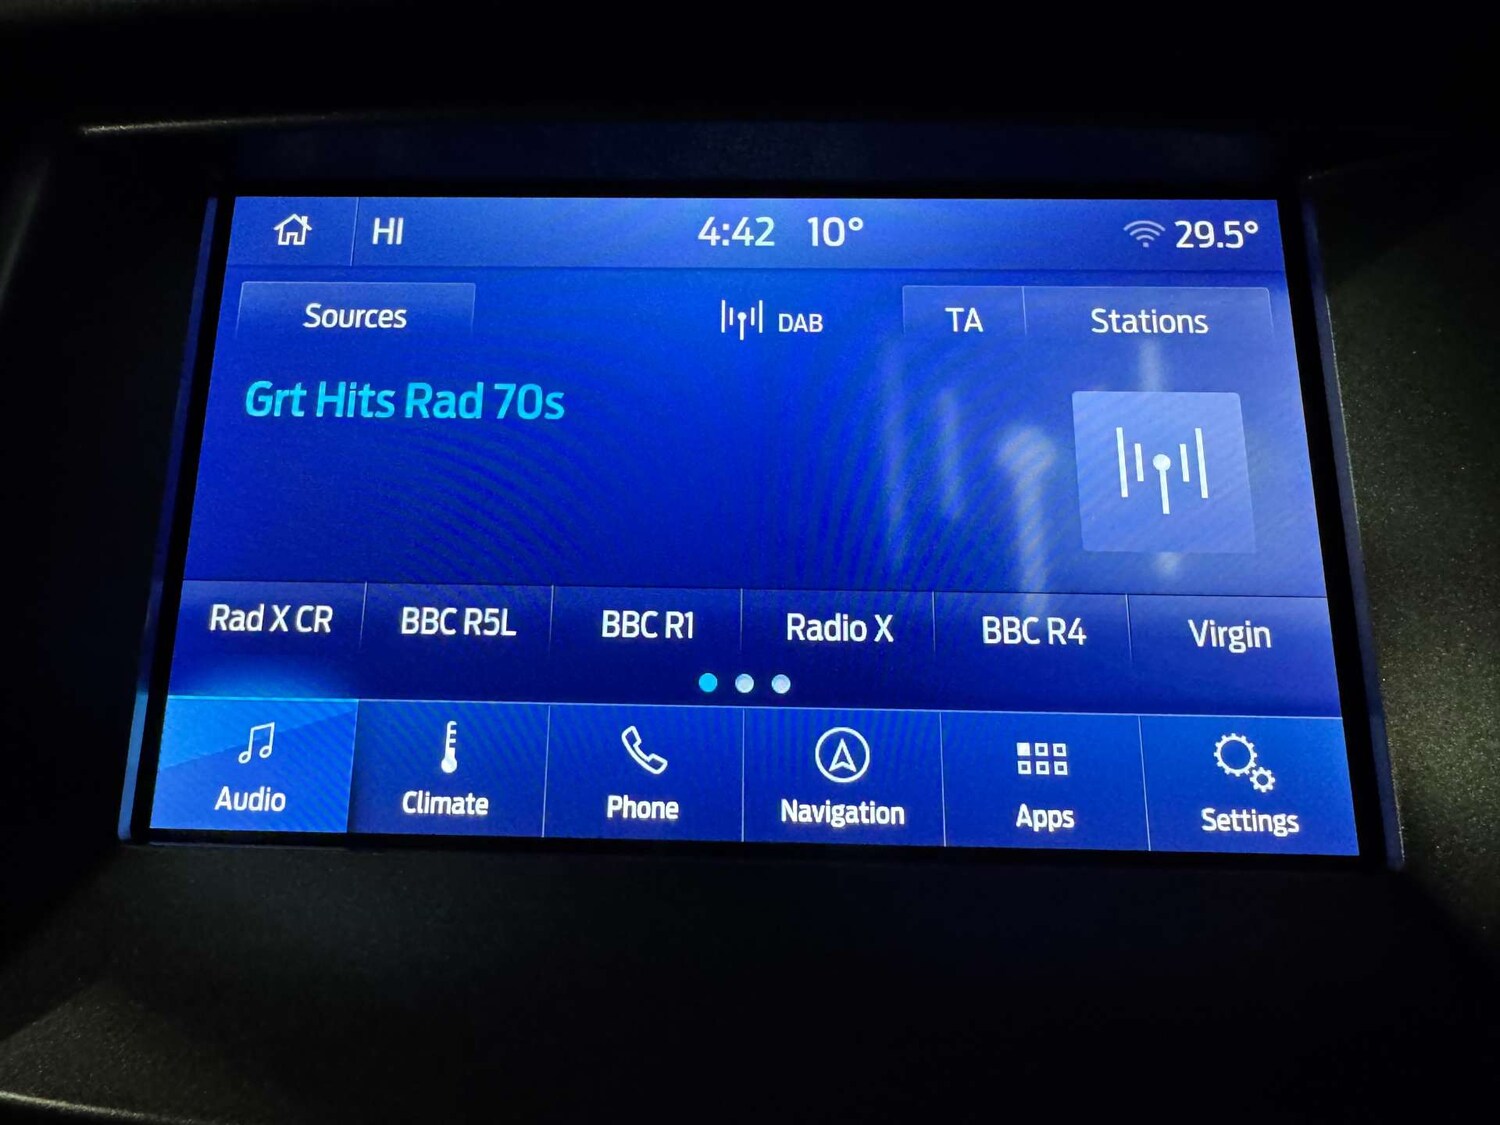 HI 4:42 10° 29.5°
Sources DAB TA Stations
Grt Hits Rad 70s
Rad X CR BBC R5L BBC R1 Radio X BBC R4 Virgin
Audio Climate Phone Navigation Apps Settings